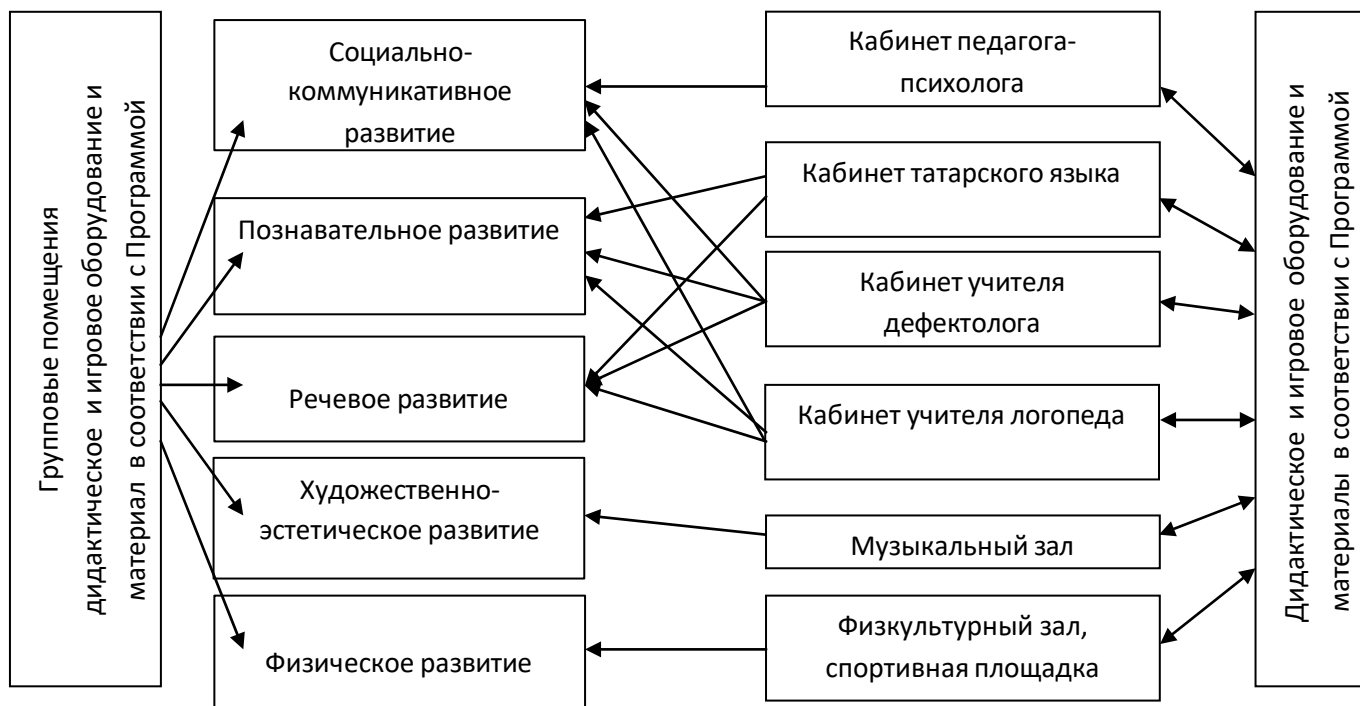 Групповые помещения
дидактическое и игровое оборудование и
материал в соответствии с Программой
Социально-
коммуникативное
развитие
Познавательное развитие
Речевое развитие
Художественно-
эстетическое развитие
Физическое развитие
Кабинет педагога-
психолога
Кабинет татарского языка
Кабинет учителя
дефектолога
Кабинет учителя логопеда
Музыкальный зал
Физкультурный зал,
спортивная площадка
Дидактическое и игровое оборудование и
материалы в соответствии с Программой